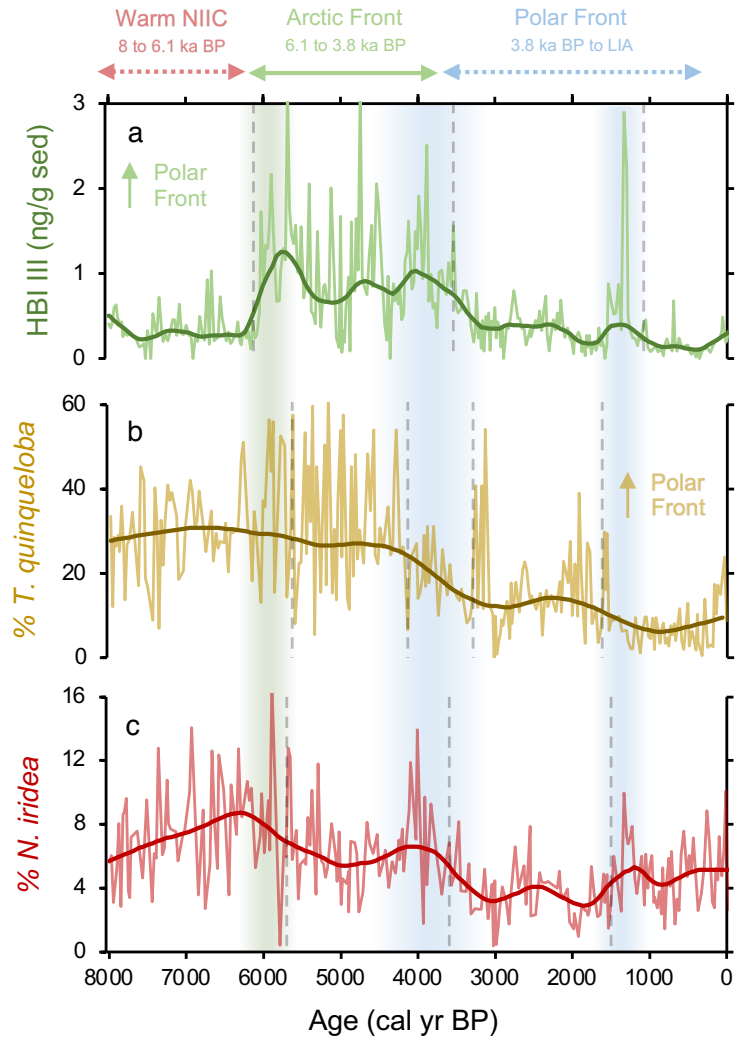 Warm NIIC
8 to 6.1 ka BP
Arctic Front
6.1 to 3.8 ka BP
Polar Front
3.8 ka BP to LIA
HBI III (ng/g sed)
3
2
1
0
a
Polar
Front
% T. quinqueloba
60
40
20
0
b
Polar
Front
% N. iridea
16
12
8
4
0
c
8000 7000 6000 5000 4000 3000 2000 1000 0
Age (cal yr BP)